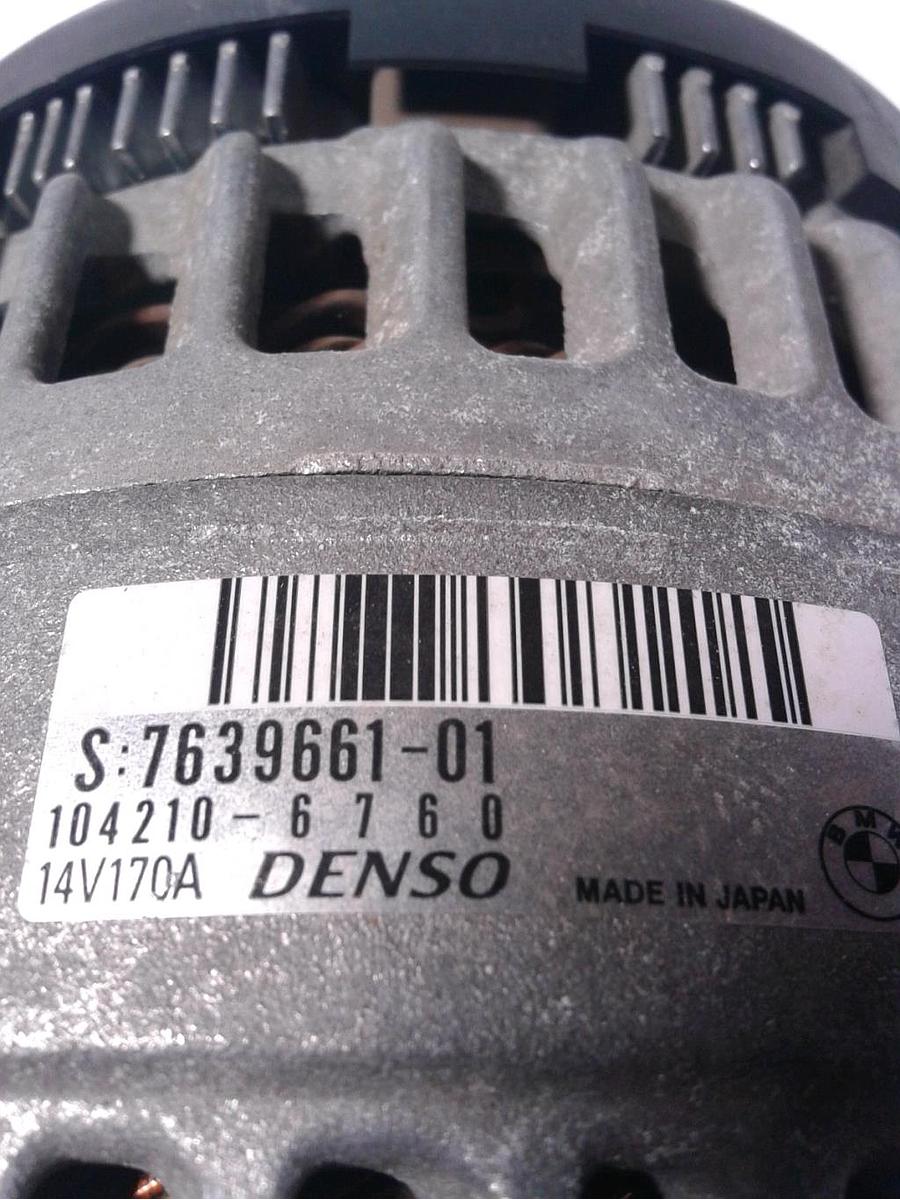 S:7639661-01
104210-6760
14V170A DENSO MADE IN JAPAN
BMW